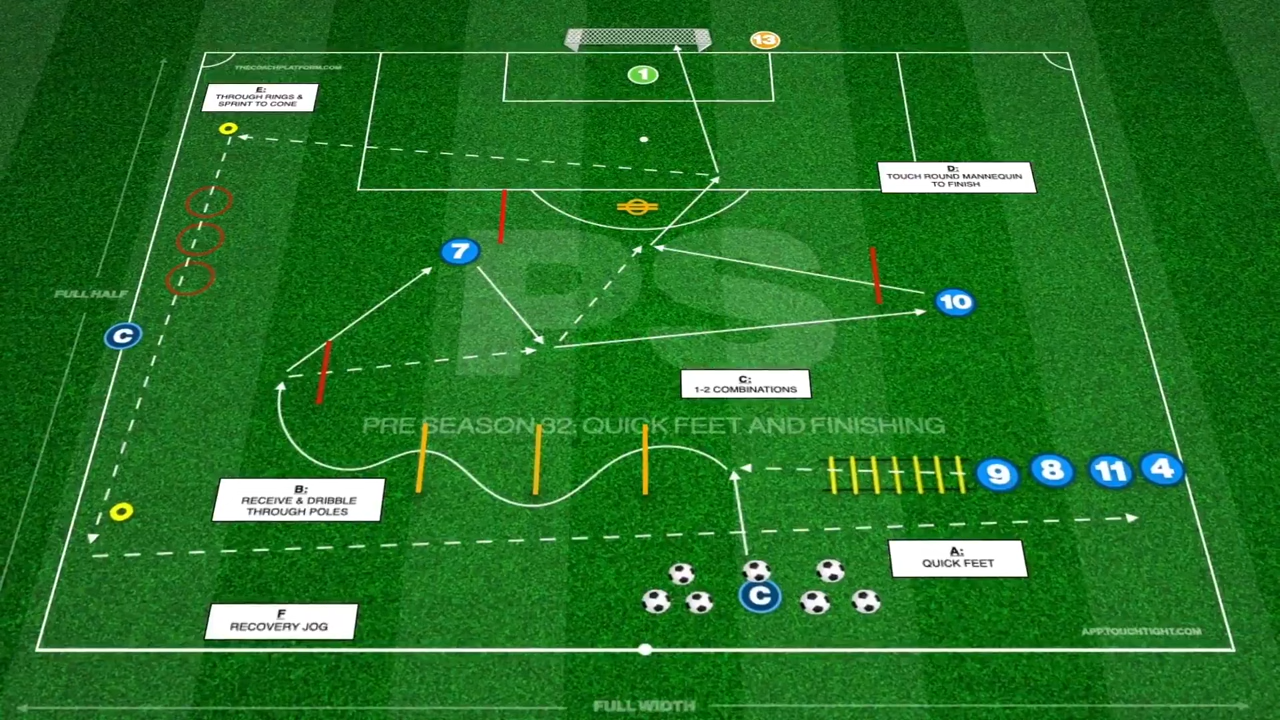 13
1
THECOACHPLATFORM.COM
E:
THROUGH RINGS &
SPRINT TO CONE
D:
TOUCH ROUND MANNEQUIN
TO FINISH
7
PS
10
FULL HALF
C
C:
1-2 COMBINATIONS
PRE SEASON 32: QUICK FEET AND FINISHING
9 8 11 4
B:
RECEIVE & DRIBBLE
THROUGH POLES
A:
QUICK FEET
C
F
RECOVERY JOG
APP.TOUCHTIGHT.COM
FULL WIDTH